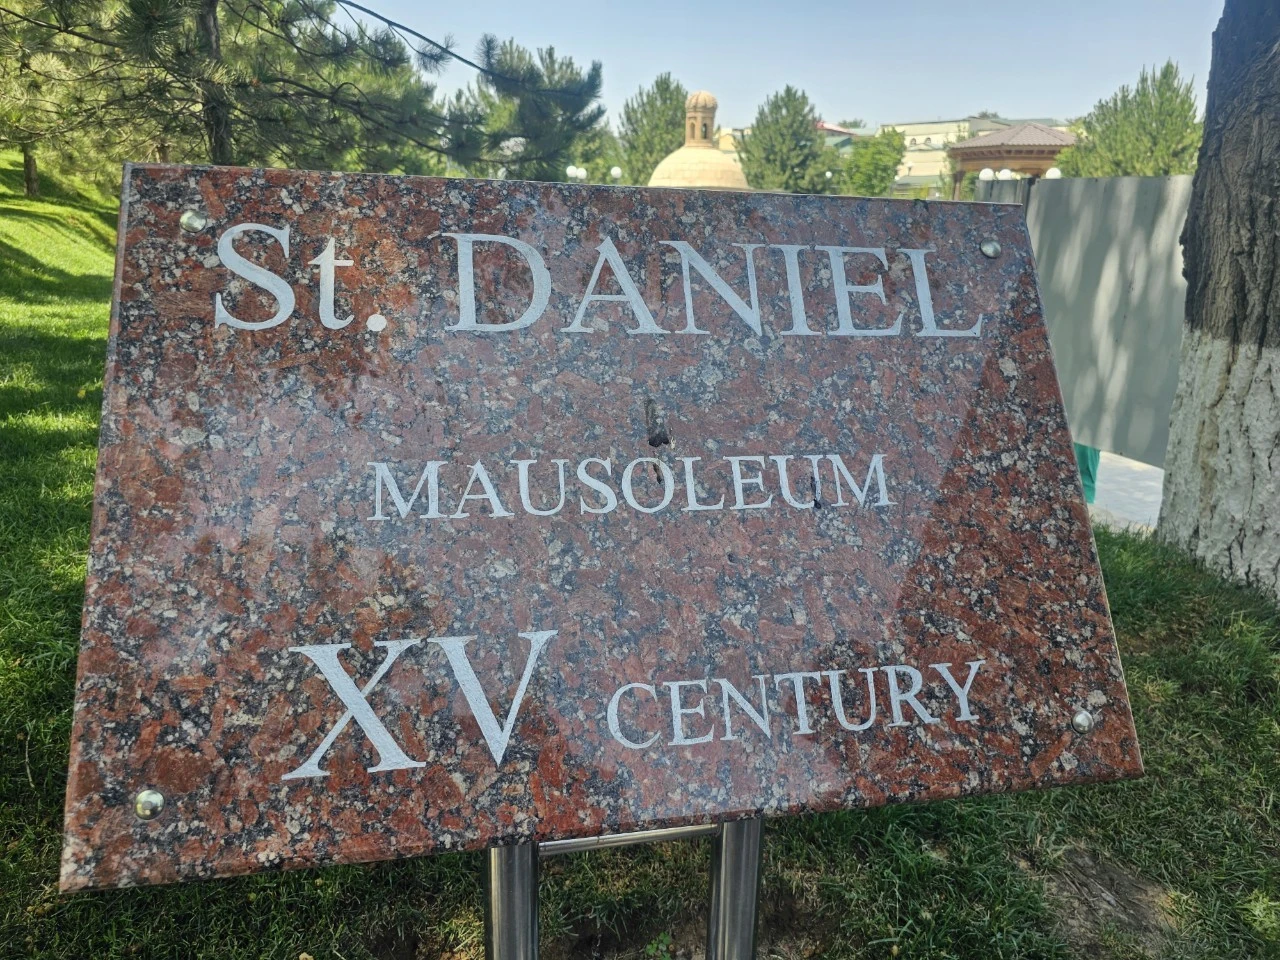 St. DANIEL
MAUSOLEUM
XV CENTURY